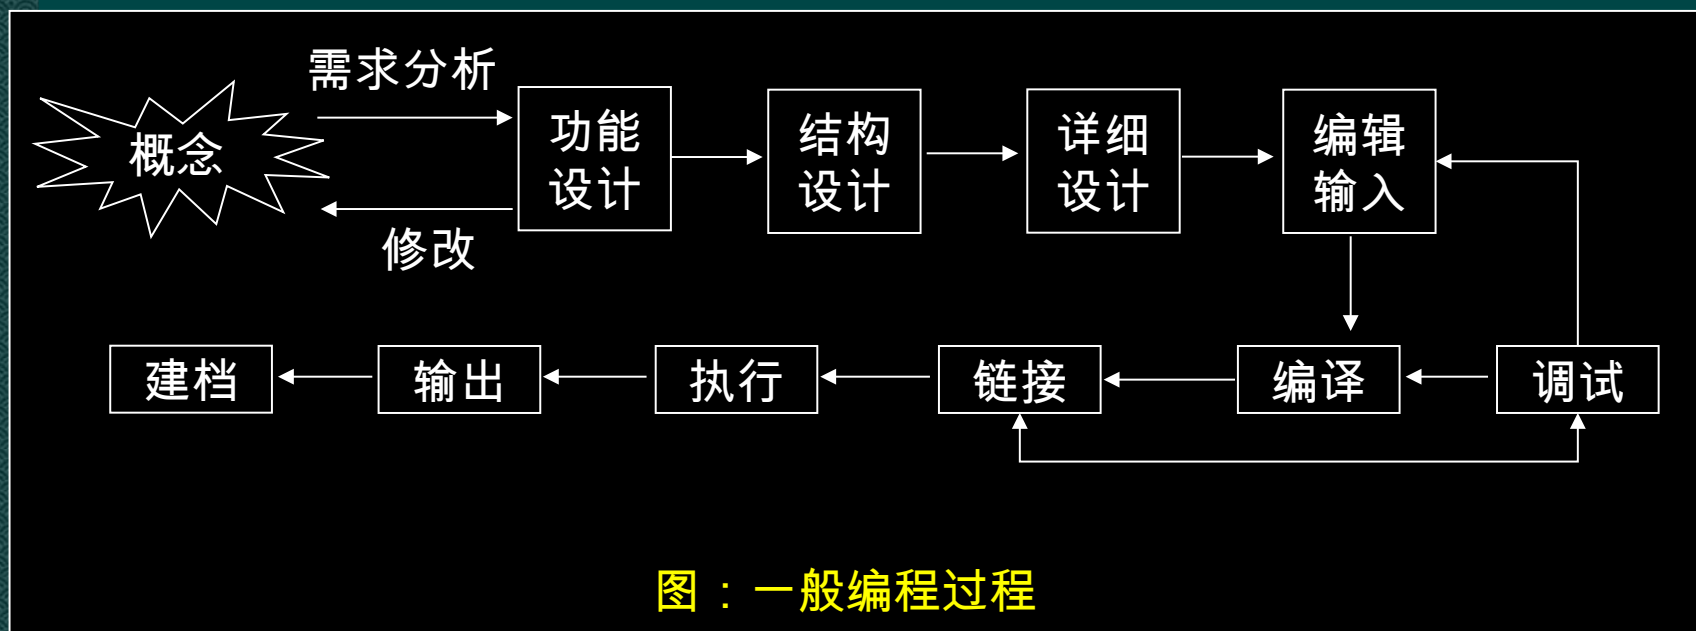 需求分析
概念
修改
功能
设计
结构
设计
详细
设计
编辑
输入
建档
输出
执行
链接
编译
调试
图：一般编程过程